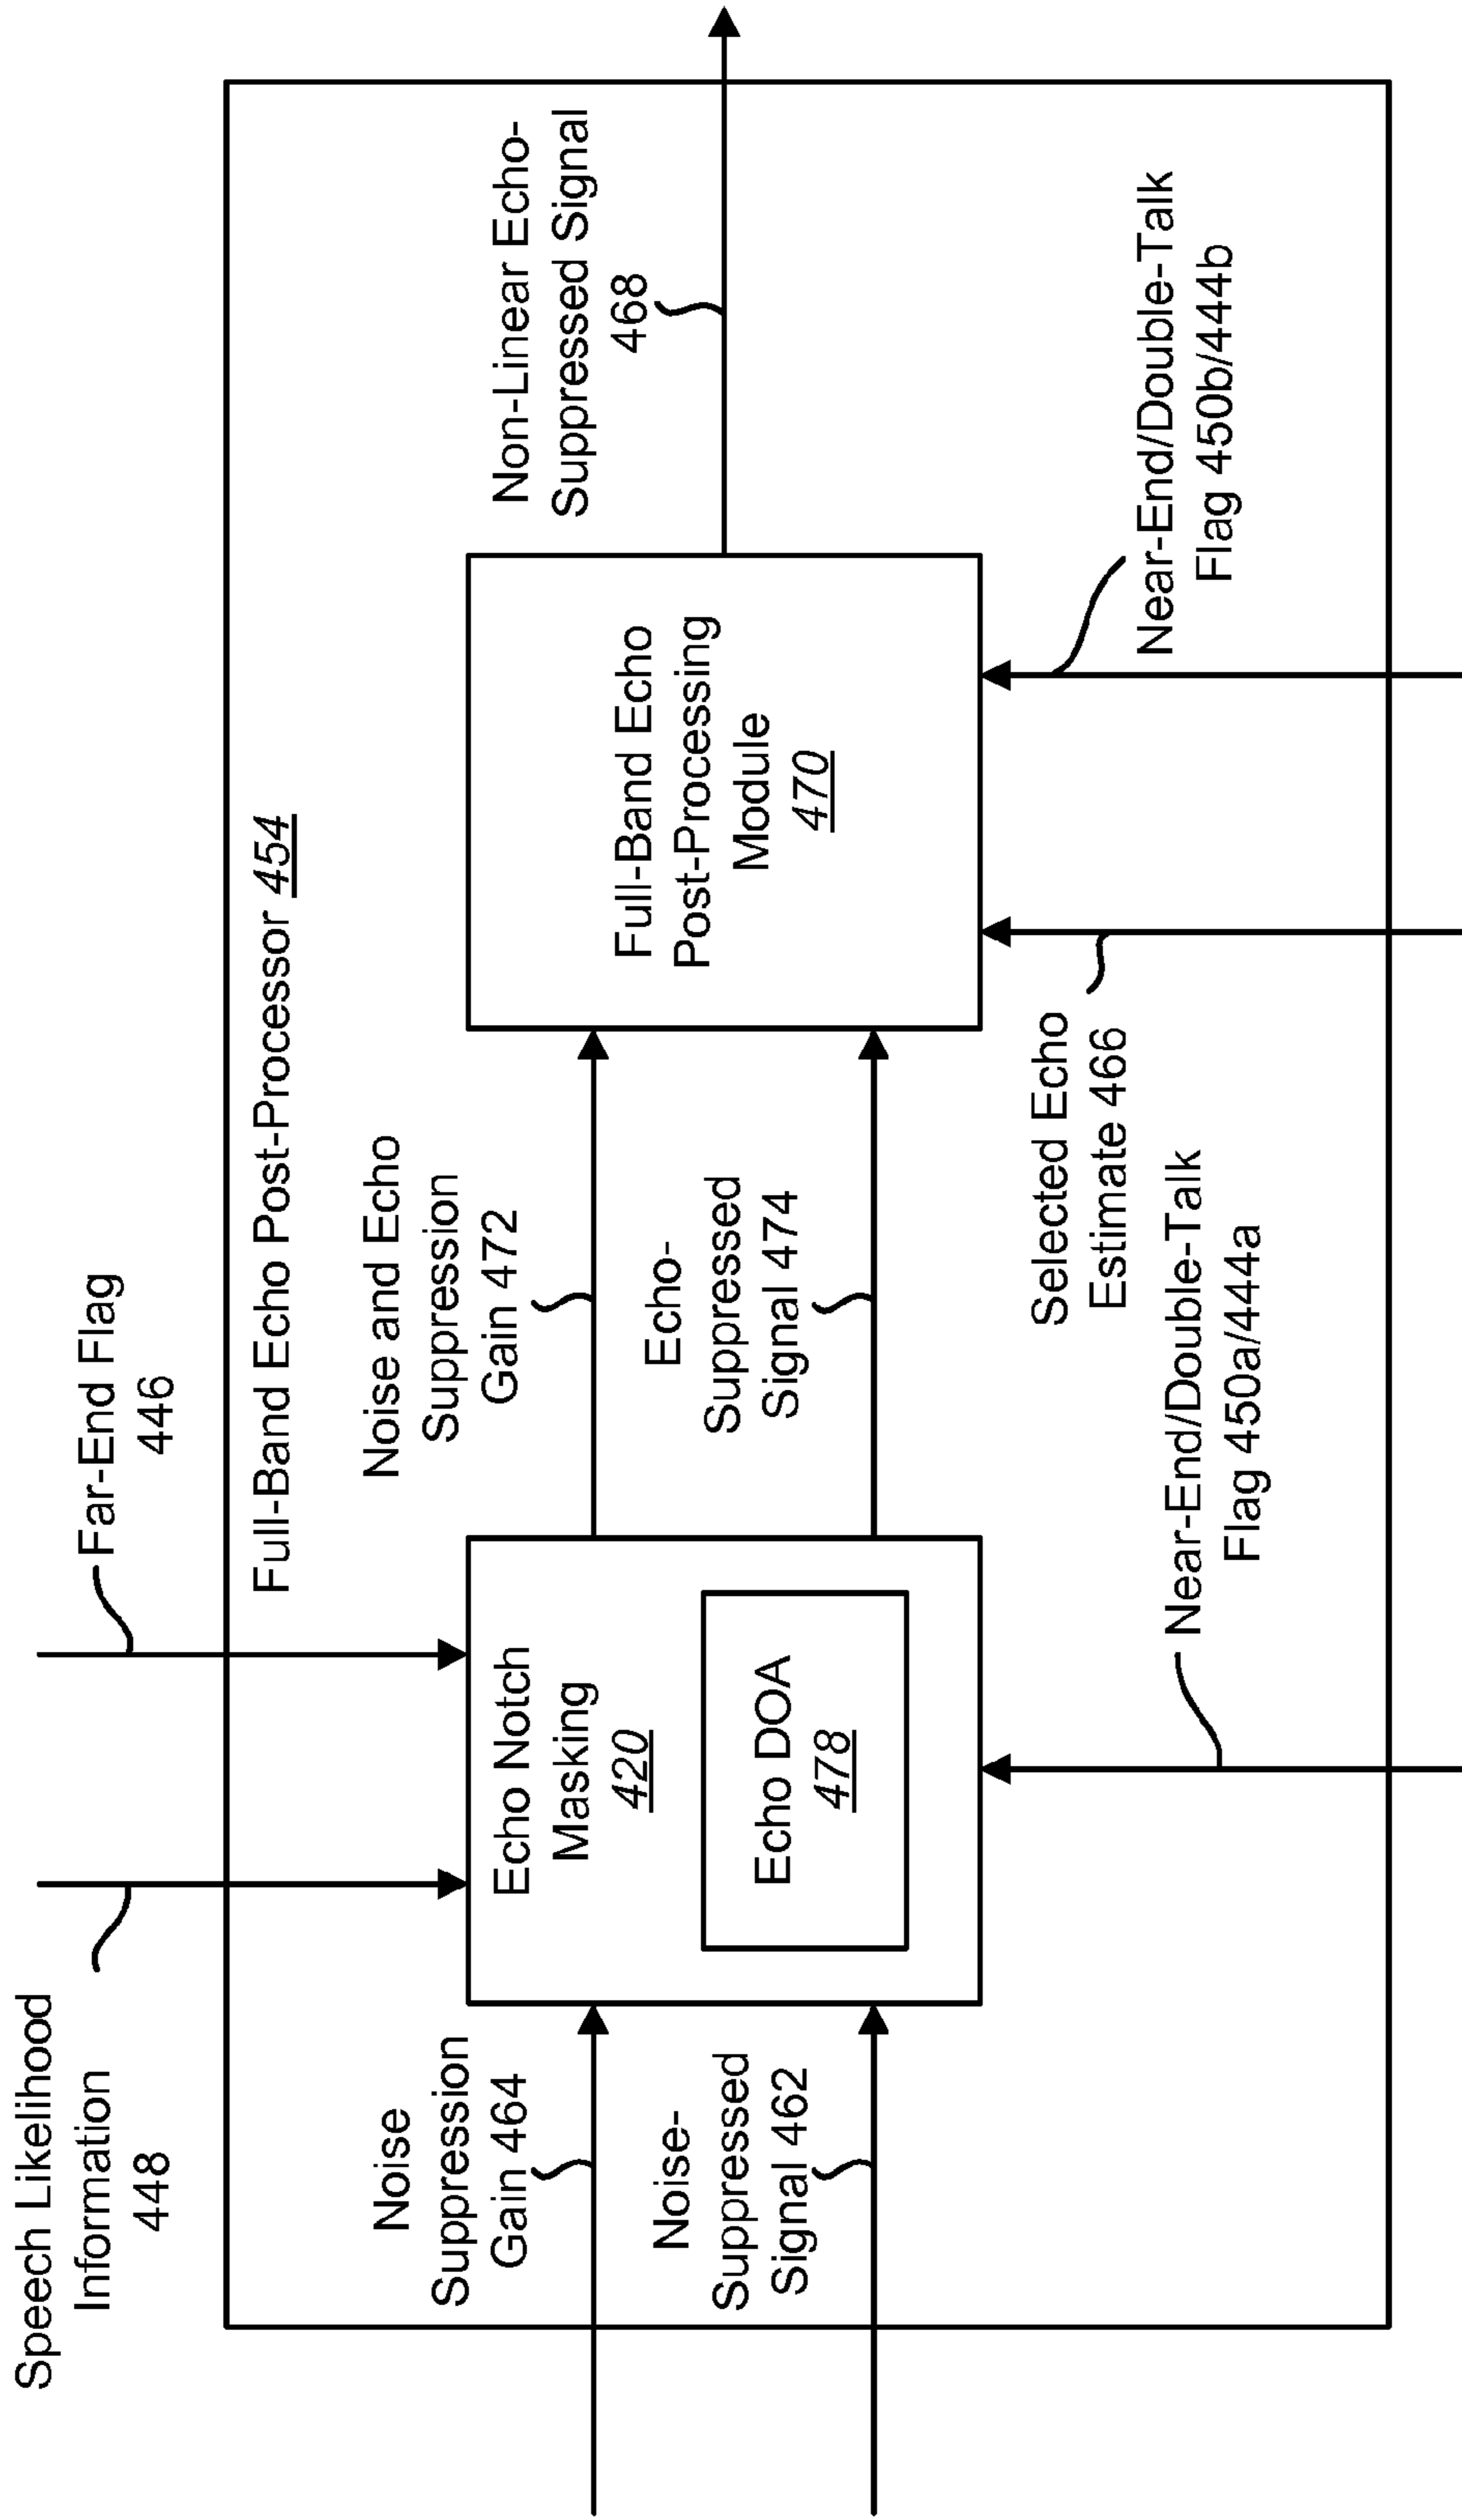 Speech Likelihood
Information
448
Far-End Flag
446
Full-Band Echo Post-Processor 454
Noise
Suppression
Gain 464
Noise-
Suppressed
Signal 462
Echo Notch
Masking
420
Echo DOA
478
Noise and Echo
Suppression
Gain 472
Echo-
Suppressed
Signal 474
Full-Band Echo
Post-Processing
Module
470
Non-Linear Echo-
Suppressed Signal
468
Selected Echo
Estimate 466
Near-End/Double-Talk
Flag 450a/444a
Near-End/Double-Talk
Flag 450b/444b